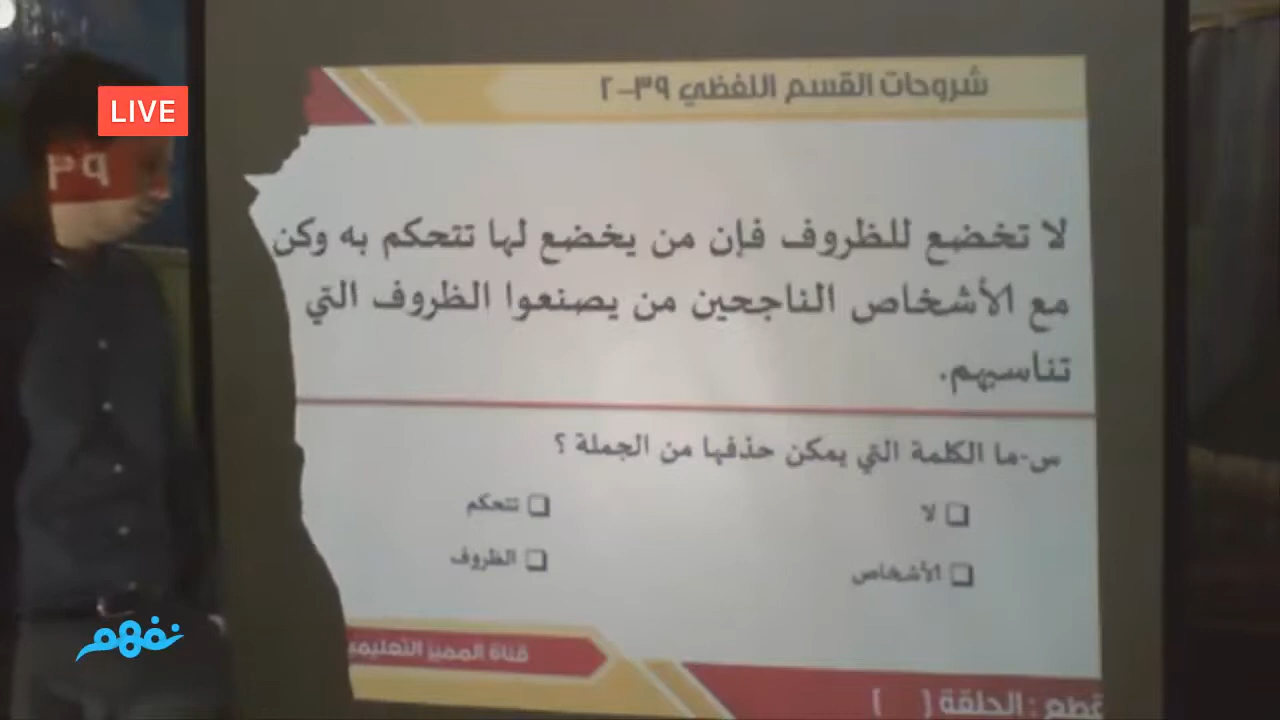 LIVE
شروحات القسم اللفظي ٣٩-٢
٣٩
لا تخضع للظروف فإن من يخضع لها تتحكم به وكن
مع الأشخاص الناجحين من يصنعوا الظروف التي
تناسبهم.
س-ما الكلمة التي يمكن حذفها من الجملة ؟
❑ لا
❑ تتحكم
❑ الأشخاص
❑ الظروف
قناة المميز التعليمي
قطع : الحلقة ( )
نفهم